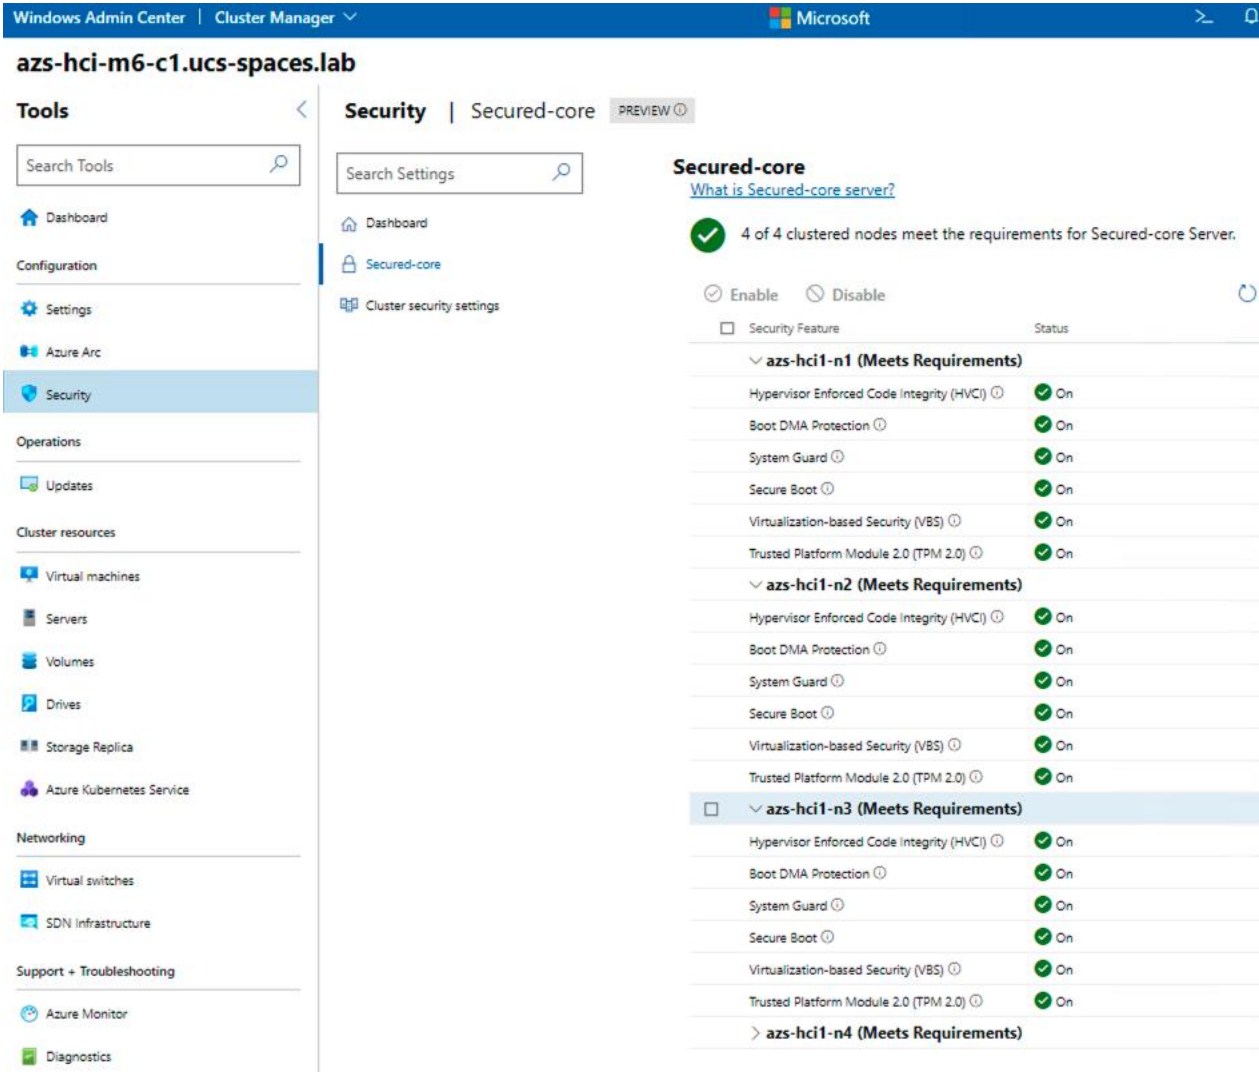 Windows Admin Center | Cluster Manager
Microsoft
azs-hci-m6-c1.ucs-spaces.lab
Tools
Search Tools
Dashboard
Configuration
Settings
Azure Arc
Security
Operations
Updates
Cluster resources
Virtual machines
Servers
Volumes
Drives
Storage Replica
Azure Kubernetes Service
Networking
Virtual switches
SDN Infrastructure
Support + Troubleshooting
Azure Monitor
Diagnostics
Security | Secured-core PREVIEW
Search Settings
Dashboard
Secured-core
Cluster security settings
Secured-core
What is Secured-core server?
4 of 4 clustered nodes meet the requirements for Secured-core Server.
Enable Disable
Security Feature Status
azs-hci1-n1 (Meets Requirements)
Hypervisor Enforced Code Integrity (HVCI) On
Boot DMA Protection On
System Guard On
Secure Boot On
Virtualization-based Security (VBS) On
Trusted Platform Module 2.0 (TPM 2.0) On
azs-hci1-n2 (Meets Requirements)
Hypervisor Enforced Code Integrity (HVCI) On
Boot DMA Protection On
System Guard On
Secure Boot On
Virtualization-based Security (VBS) On
Trusted Platform Module 2.0 (TPM 2.0) On
azs-hci1-n3 (Meets Requirements)
Hypervisor Enforced Code Integrity (HVCI) On
Boot DMA Protection On
System Guard On
Secure Boot On
Virtualization-based Security (VBS) On
Trusted Platform Module 2.0 (TPM 2.0) On
azs-hci1-n4 (Meets Requirements)